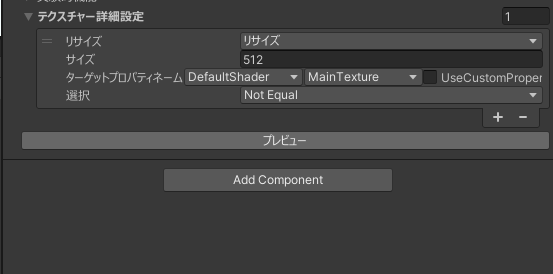 テクスチャー詳細設定 1
リサイズ リサイズ
サイズ 512
ターゲットプロパティネーム DefaultShader MainTexture UseCustomProper
選択 Not Equal
+ -
プレビュー
Add Component